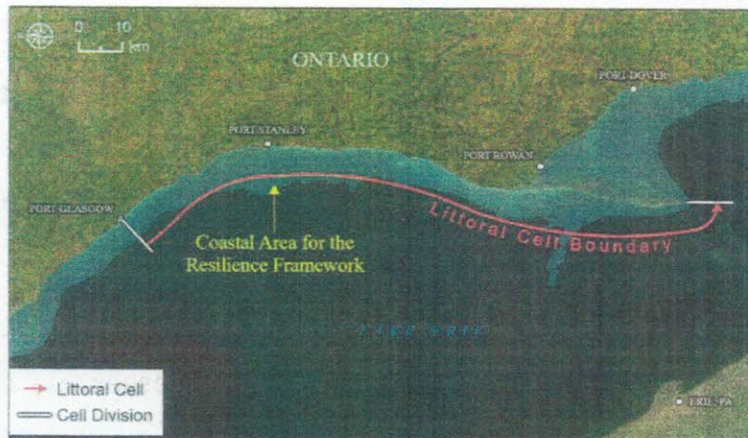 0 10
km
ONTARIO
PORT DOVER
PORT STANLEY
PORT ROWAN
PORT GLASGOW
Littoral Cell Boundary
Coastal Area for the
Resilience Framework
LAKE ERIE
Littoral Cell
Cell Division
ERIE, PA